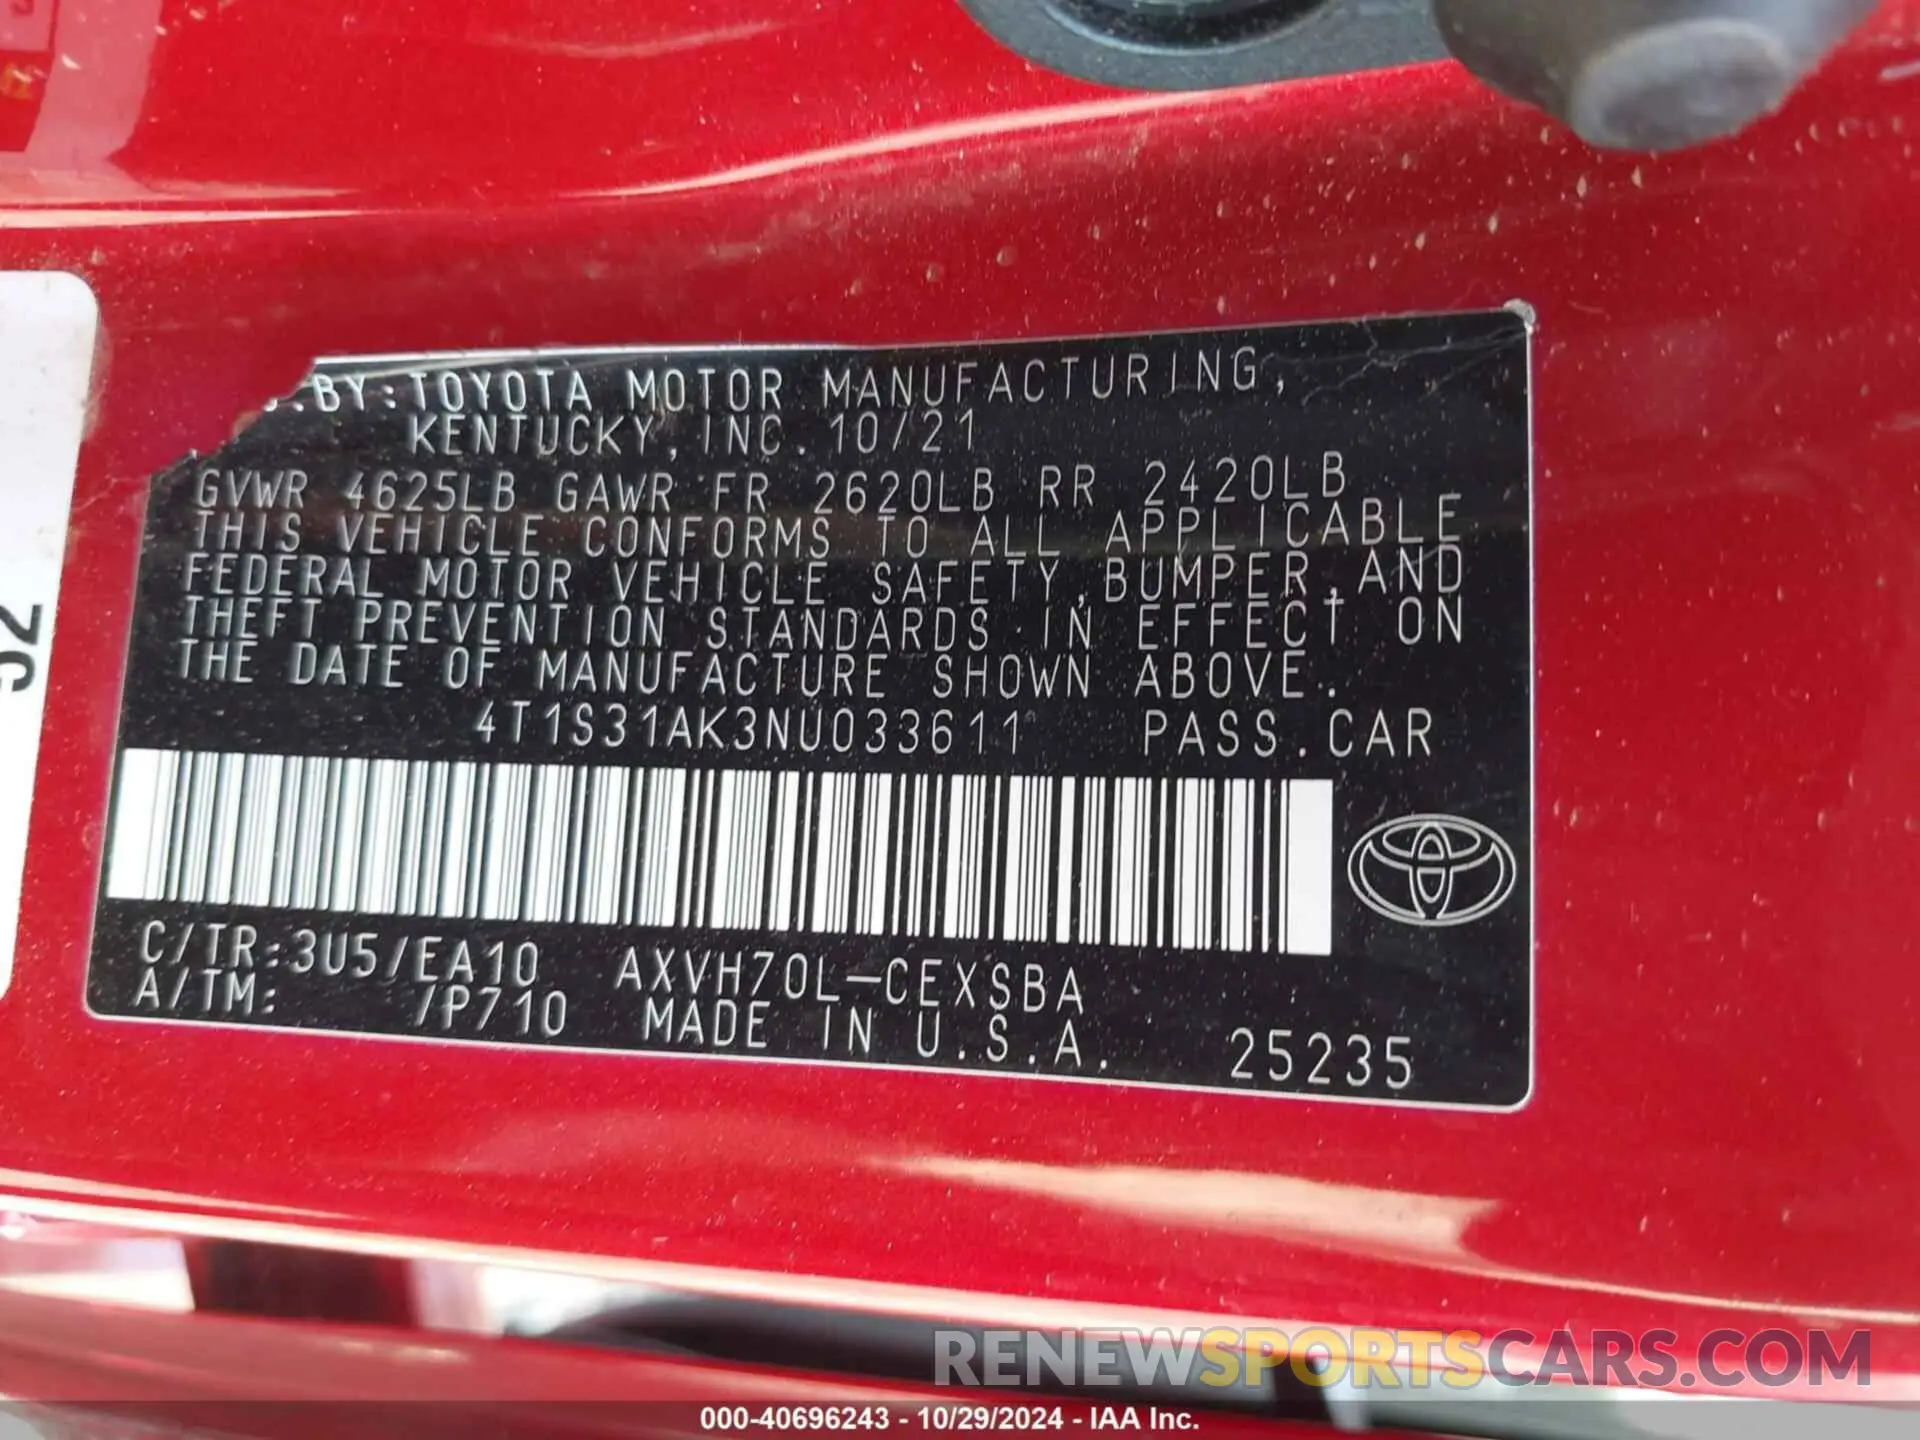 BY:TOYOTA MOTOR MANUFACTURING,
KENTUCKY,INC. 10/21
GVWR 4625LB GAWR FR 2620LB RR 2420LB
THIS VEHICLE CONFORMS TO ALL APPLICABLE
FEDERAL MOTOR VEHICLE SAFETY,BUMPER,AND
THEFT PREVENTION STANDARDS IN EFFECT ON
THE DATE OF MANUFACTURE SHOWN ABOVE.
4T1S31AK3NU033611 PASS.CAR
C/TR:3U5/EA10 AXVH70L-CEXSBA
A/TM: /P710 MADE IN U.S.A. 25235
RENEWSPORTSCARS.COM
000-40696243 - 10/29/2024 - IAA Inc.